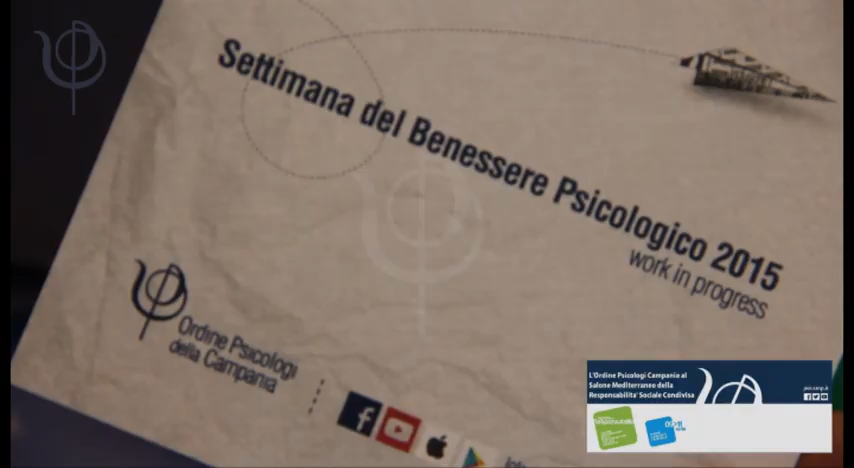 Settimana del Benessere Psicologico 2015
work in progress
Ordine Psicologi
della Campania
L'Ordine Psicologi Campania al
Salone Mediterraneo della
Responsabilita' Sociale Condivisa